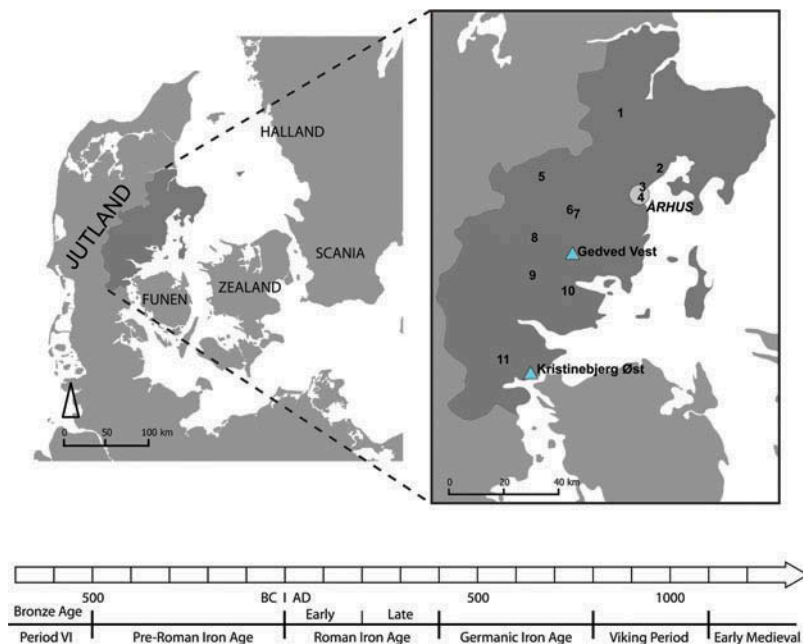 HALLAND
JUTLAND
SCANIA
FUNEN
ZEALAND
0 50 100 km
1
2
3
4
ÅRHUS
5
6
7
8
Gedved Vest
9
10
11
Kristinebjerg Øst
0 20 40 km
500 BC AD 500 1000
Bronze Age Early Late
Period VI Pre-Roman Iron Age Roman Iron Age Germanic Iron Age Viking Period Early Medieval